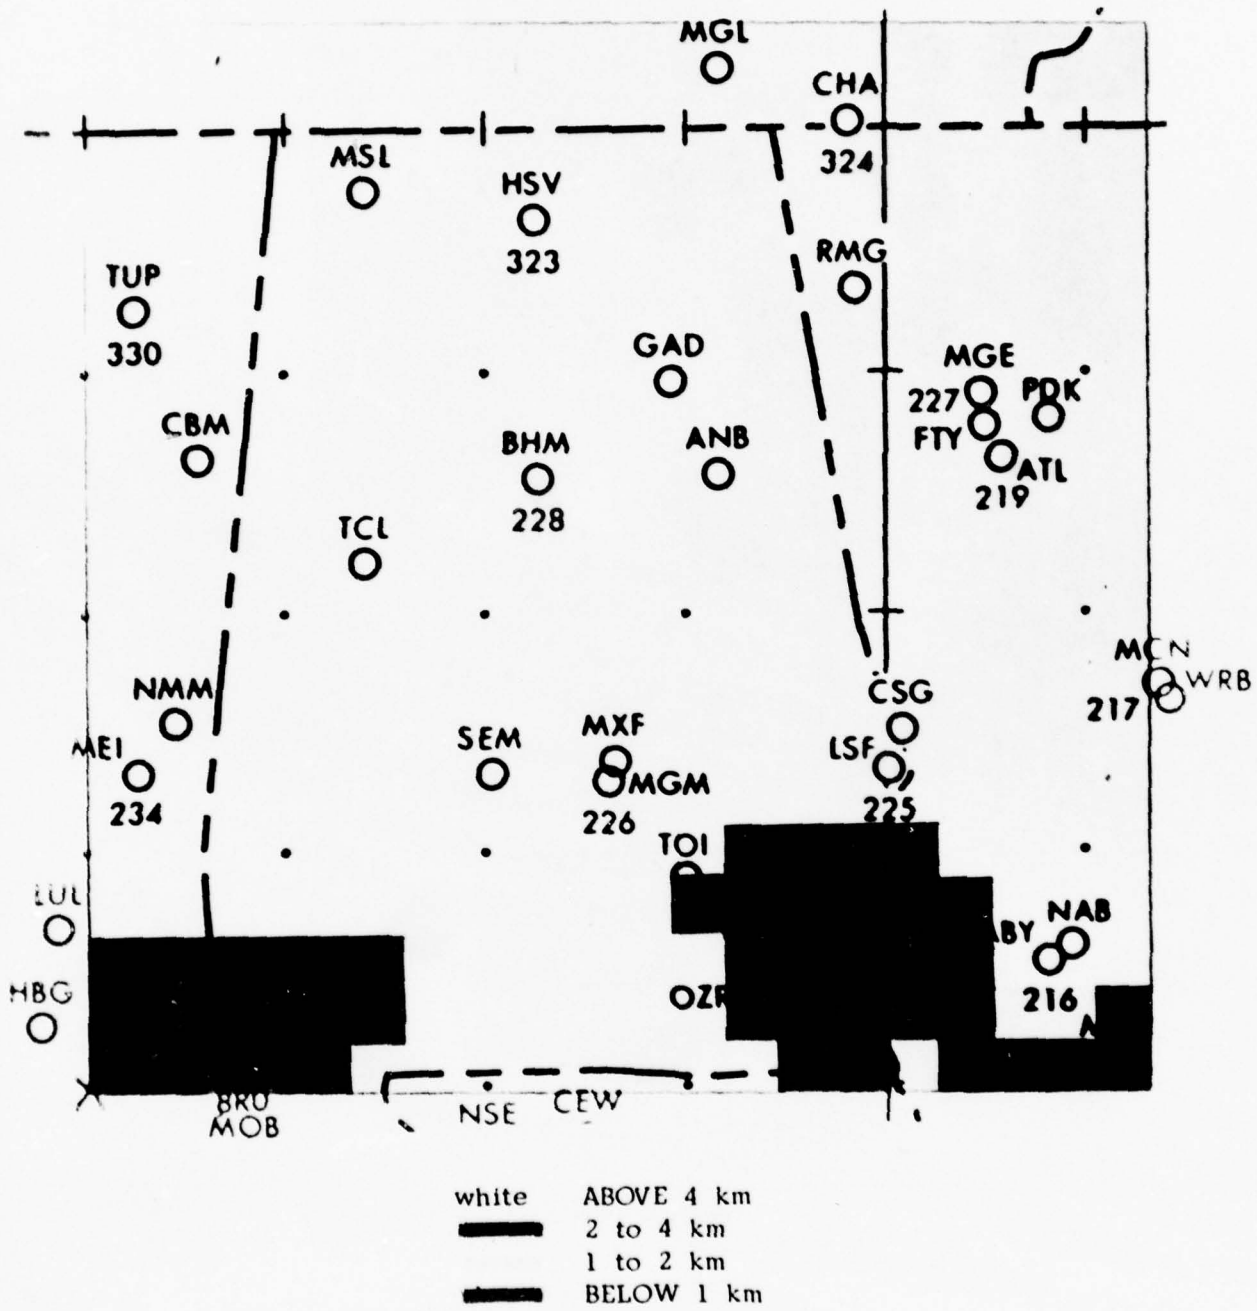 MGL
CHA
324
MSL
HSV
323
RMG
TUP
330
GAD
MGE
227
PDK
FTY
CBM
BHM
ANB
ATL
228
219
TCL
MCN
WRB
217
NMM
CSG
MEI
SEM
MXF
LSF
MGM
234
226
225
TOI
LUL
NAB
ABY
HBG
OZR
216
BRO
MOB
NSE
CEW
white ABOVE 4 km
2 to 4 km
1 to 2 km
BELOW 1 km